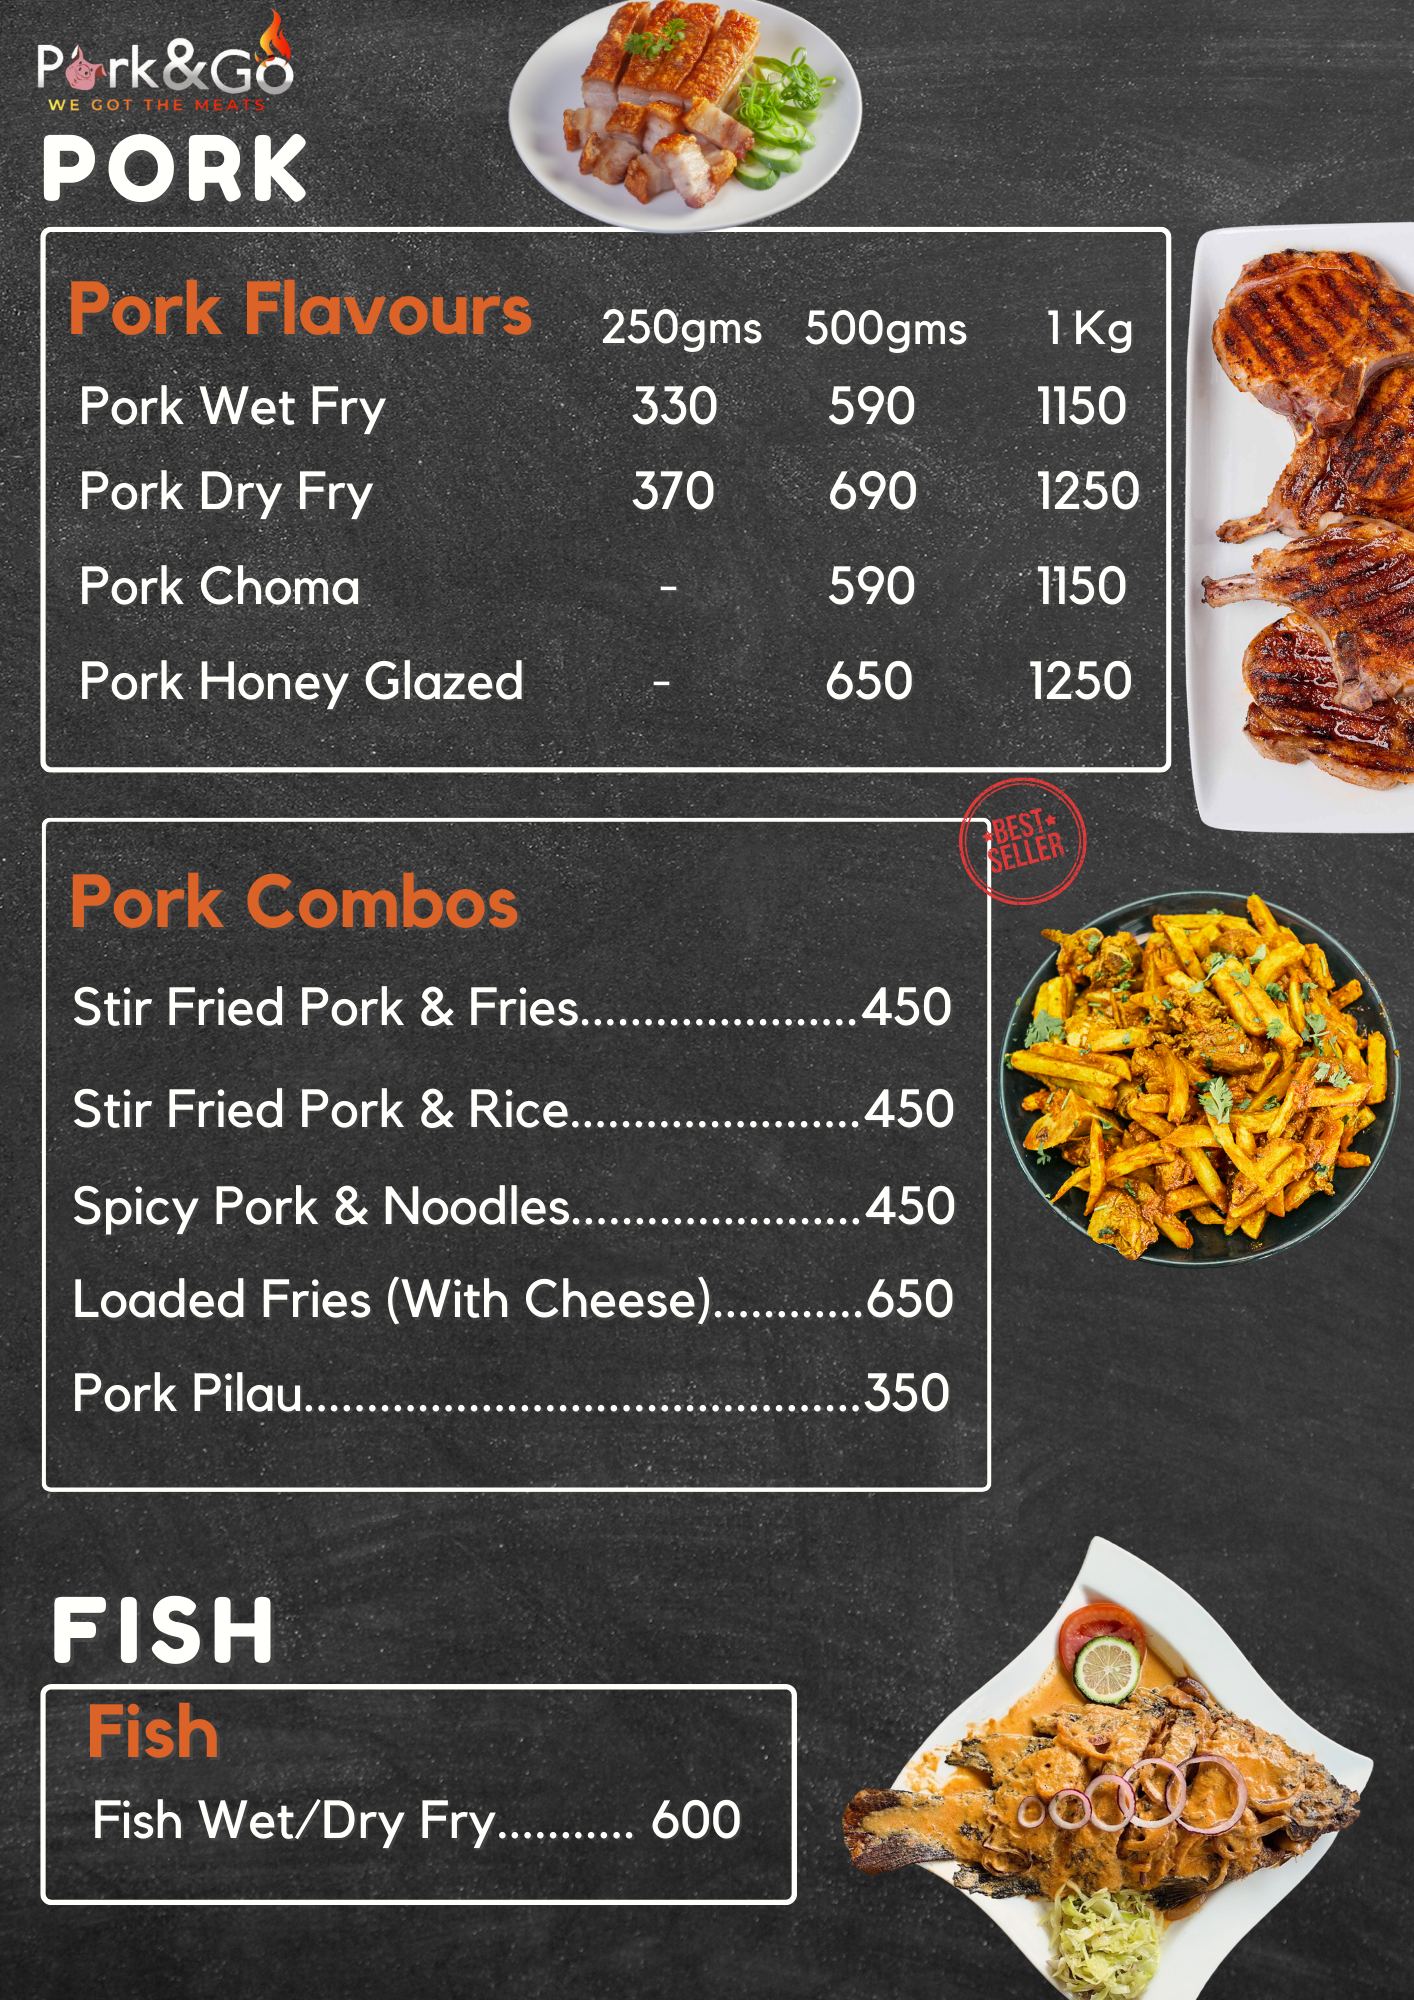 Pork&Go
WE GOT THE MEATS
PORK
Pork Flavours 250gms 500gms 1 Kg
Pork Wet Fry 330 590 1150
Pork Dry Fry 370 690 1250
Pork Choma - 590 1150
Pork Honey Glazed - 650 1250
BEST
SELLER
Pork Combos
Stir Fried Pork & Fries......................450
Stir Fried Pork & Rice.......................450
Spicy Pork & Noodles.......................450
Loaded Fries (With Cheese)............650
Pork Pilau............................................350
FISH
Fish
Fish Wet/Dry Fry........... 600